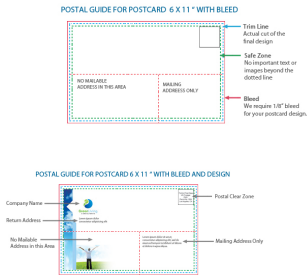 POSTAL GUIDE FOR POSTCARD 6 X 11 “ WITH BLEED
Trim Line
Actual cut of the
final design
Safe Zone
No important text or
images beyond the
dotted line
NO MAILABLE
ADDRESS IN THIS AREA
MAILING
ADDREESS ONLY
Bleed
We require 1/8" bleed
for your postcard design.
POSTAL GUIDE FOR POSTCARD 6 X 11 “ WITH BLEED AND DESIGN
Company Name
Return Address
No Mailable
Address in this Area
Postal Clear Zone
Mailing Address Only